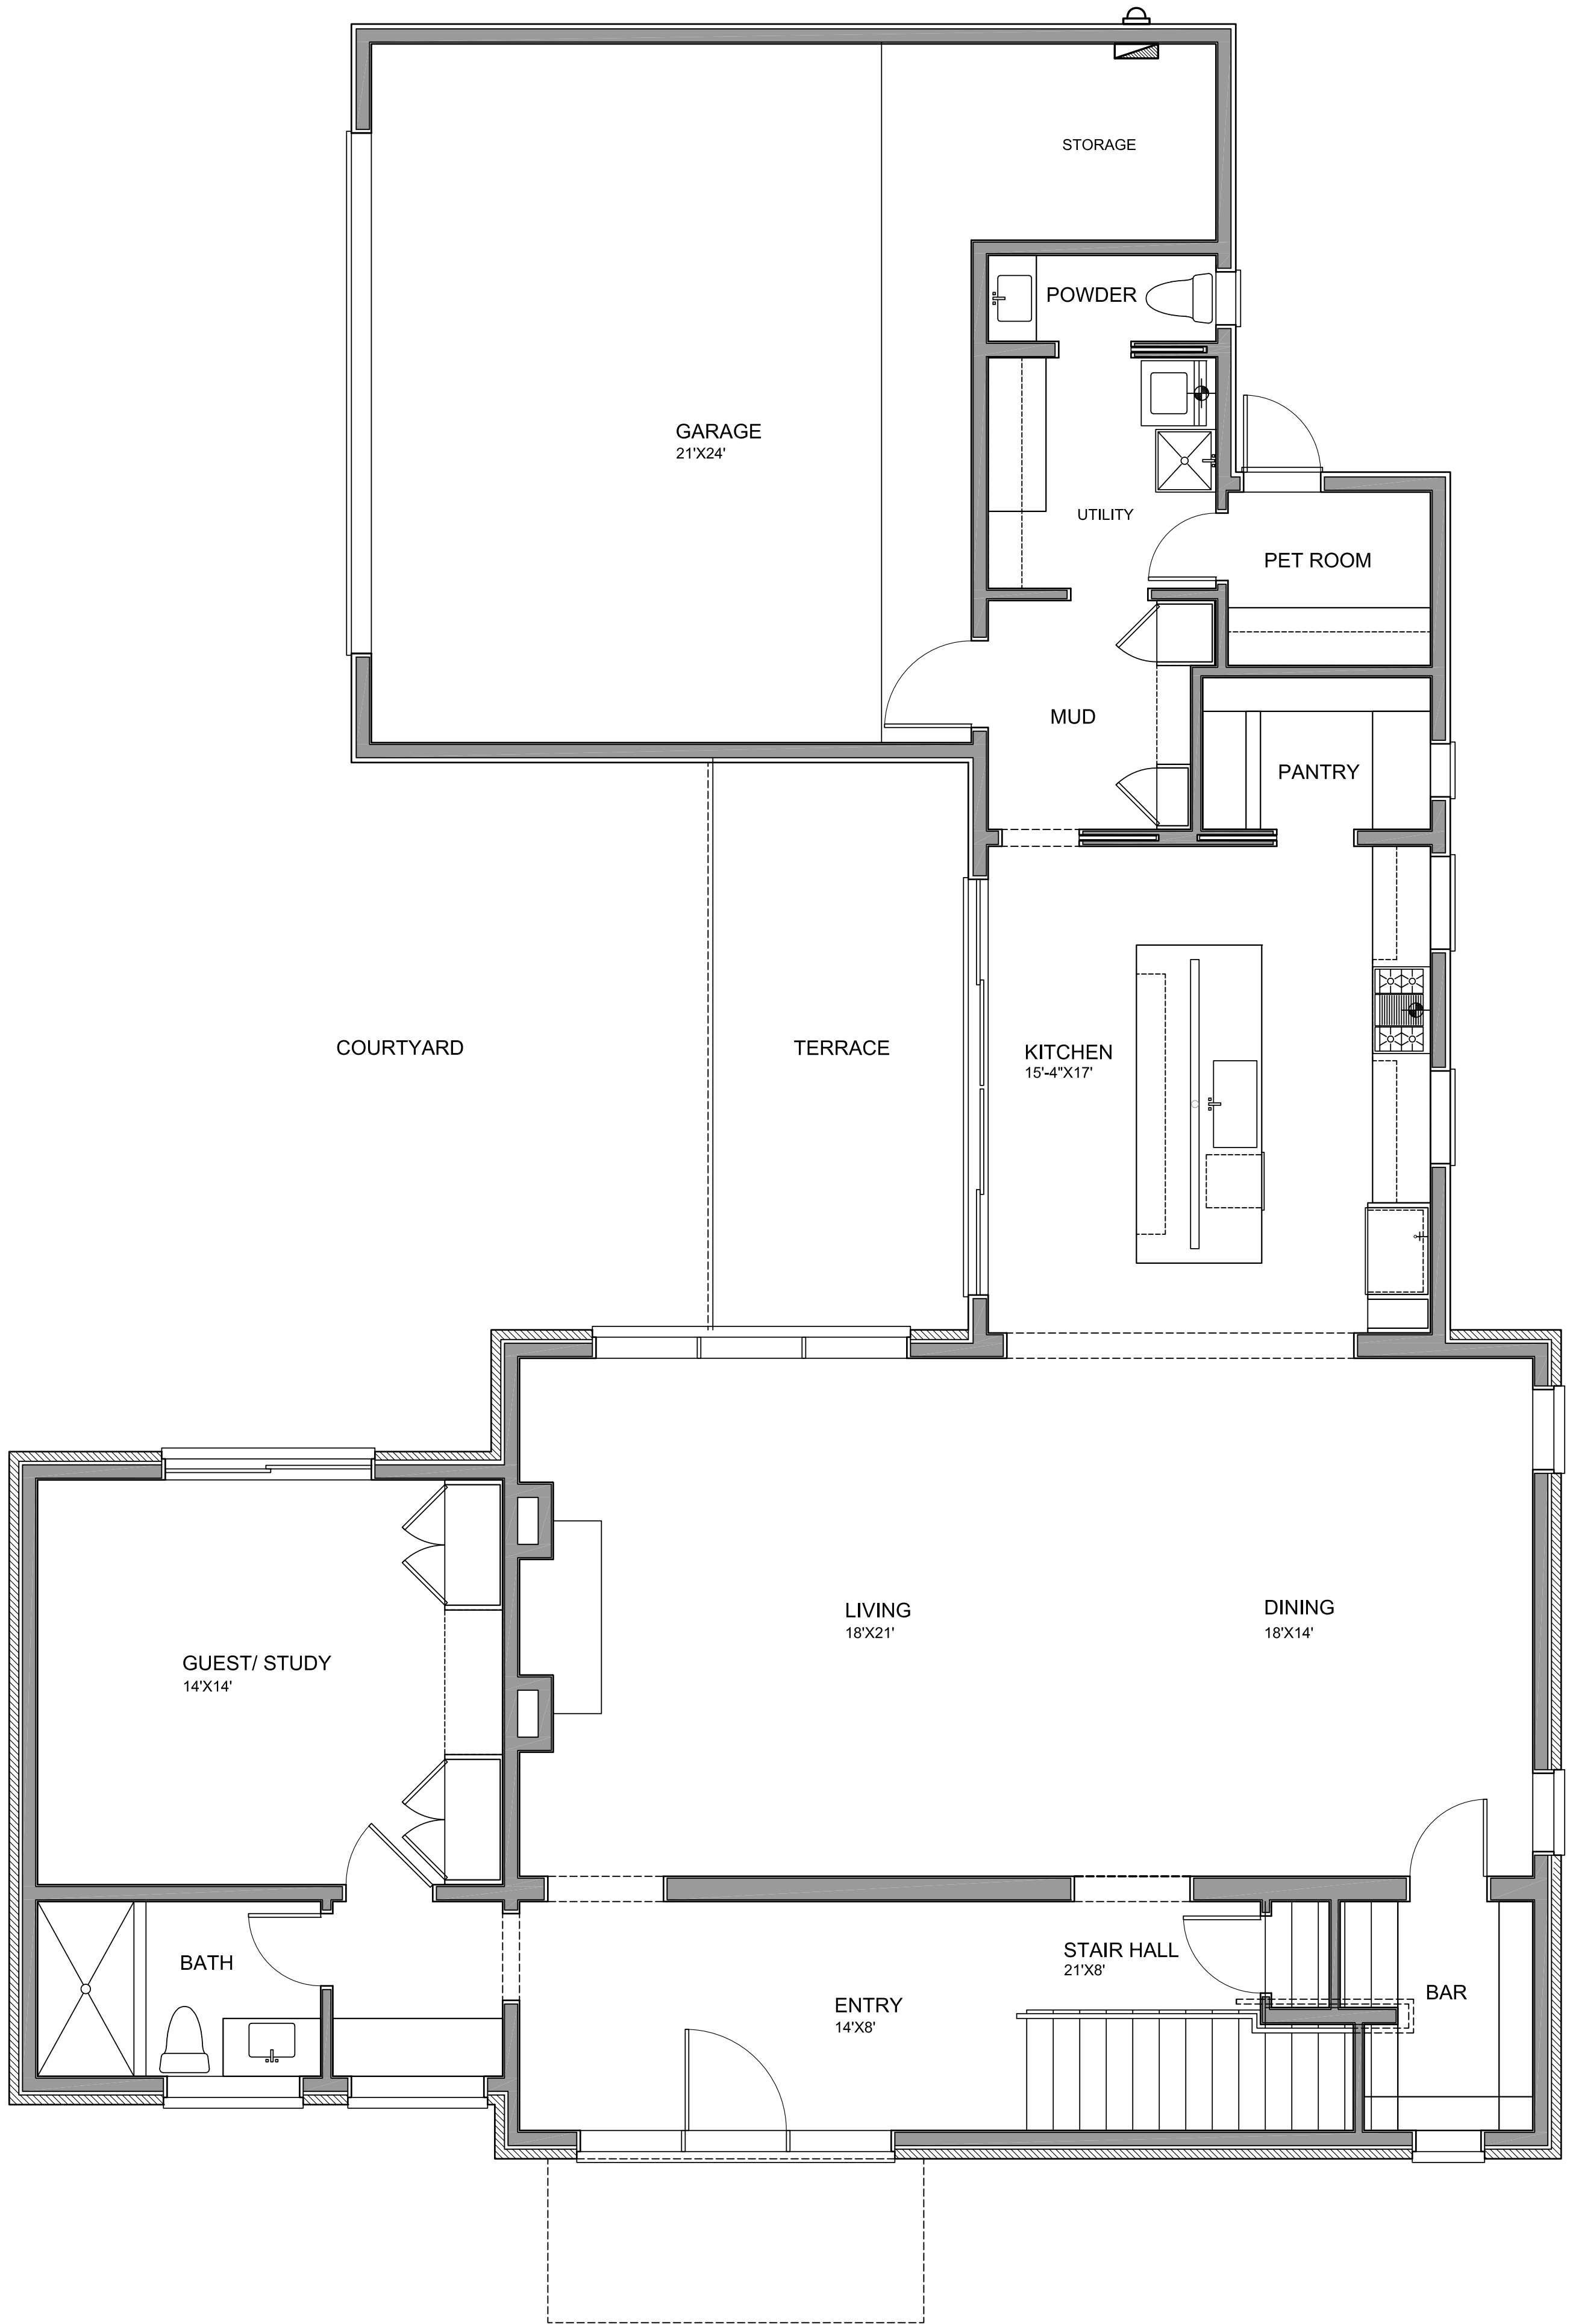 STORAGE
POWDER
GARAGE
21'X24'
UTILITY
PET ROOM
MUD
PANTRY
COURTYARD
TERRACE
KITCHEN
15'-4"X17'
LIVING
18'X21'
DINING
18'X14'
GUEST/ STUDY
14'X14'
BATH
STAIR HALL
21'X8'
ENTRY
14'X8'
BAR